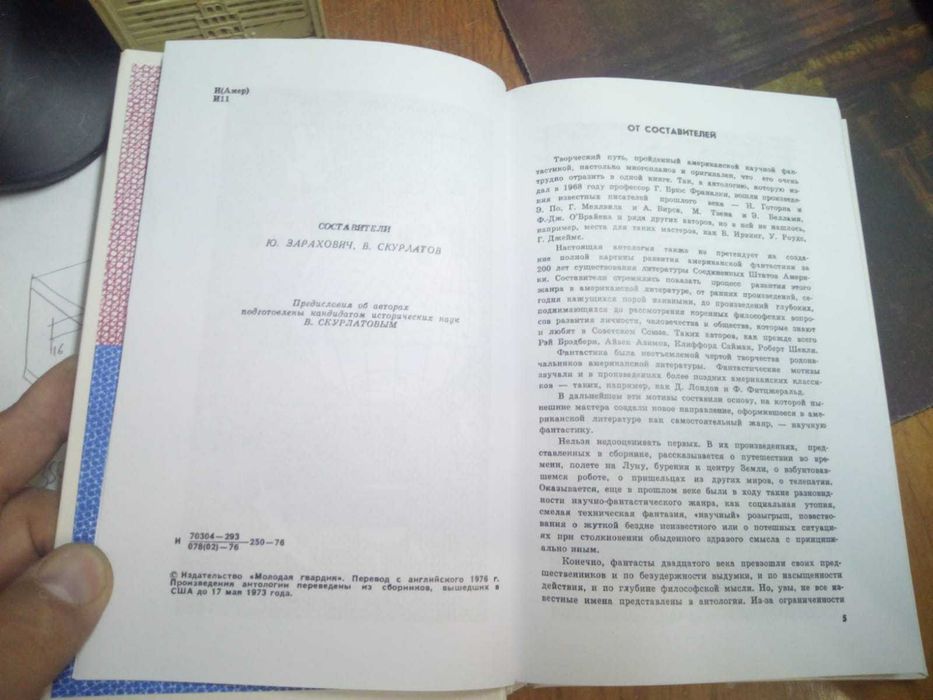 И(Амер)
И11
СОСТАВИТЕЛИ
Ю. ЗАРАХОВИЧ, В. СКУРЛАТОВ
Предисловия об авторах
подготовлены кандидатом исторических наук
В. СКУРЛАТОВЫМ
И 70304—293
078(02)—76 —250—76
© Издательство «Молодая гвардия». Перевод с английского 1976 г.
Произведения антологии переведены из сборников, вышедших в
США до 17 мая 1973 года.
ОТ СОСТАВИТЕЛЕЙ
Творческий путь, пройденный американской научной фан-
тастикой, настолько многопланов и оригинален, что его очень
трудно отразить в одной книге. Так, в антологию, которую из-
дал в 1968 году профессор Г. Брюс Франклин, вошли произведе-
ния известных писателей прошлого века — Н. Готорна и
Э. По, Г. Мелвилла и А. Бирса, М. Твена и Э. Беллами,
Ф.-Дж. О'Брайена и ряда других авторов, но в ней не нашлось,
например, места для таких мастеров, как В. Ирвинг, У. Роудс,
Г. Джеймс.
Настоящая антология также не претендует на созда-
ние полной картины развития американской фантастики за
200 лет существования литературы Соединенных Штатов Амери-
ки. Составители стремились показать процесс развития этого
жанра в американской литературе, от ранних произведений, се-
годня кажущихся порой наивными, до произведений глубоких,
поднимающихся до рассмотрения коренных философских вопро-
сов развития личности, человечества и общества, которые знают
и любят в Советском Союзе. Таких авторов, как прежде всего
Рэй Брэдбери, Айзек Азимов, Клиффорд Саймак, Роберт Шекли.
Фантастика была неотъемлемой чертой творчества родона-
чальников американской литературы. Фантастические мотивы
звучали и в произведениях более поздних американских класси-
ков — таких, например, как Д. Лондон и Ф. Фитцжеральд.
В дальнейшем эти мотивы составили основу, на которой ны-
нешние мастера создали новое направление, оформившееся в аме-
риканской литературе как самостоятельный жанр, — научную
фантастику.
Нельзя недооценивать первых. В их произведениях, пред-
ставленных в сборнике, рассказывается о путешествии во вре-
мени, полете на Луну, бурении к центру Земли, о взбунтовав-
шемся роботе, о пришельцах из других миров, о телепатии.
Оказывается, еще в прошлом веке были в ходу такие разновид-
ности научно-фантастического жанра, как социальная утопия,
смелая техническая фантазия, «научный» розыгрыш, повество-
вания о жуткой бездне неизвестного или о потешных ситуаци-
ях при столкновении обыденного здравого смысла с принципи-
ально иным.
Конечно, фантасты двадцатого века превзошли своих пред-
шественников и по безудержности выдумки, и по насыщенности
действия, и по глубине философской мысли. Но, увы, не все из-
вестные имена представлены в антологии. Из-за ограниченности
5
16